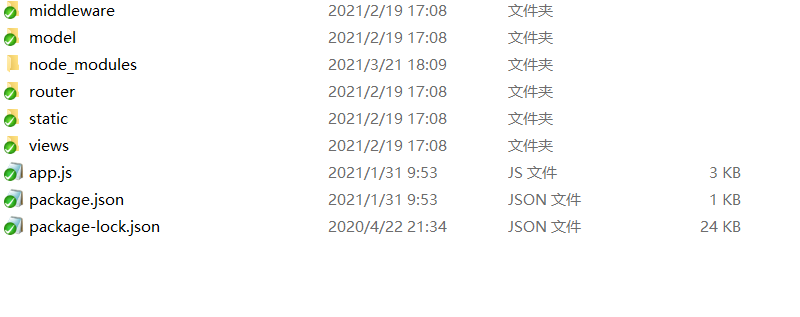 middleware 2021/2/19 17:08 文件夹
model 2021/2/19 17:08 文件夹
node_modules 2021/3/21 18:09 文件夹
router 2021/2/19 17:08 文件夹
static 2021/2/19 17:08 文件夹
views 2021/2/19 17:08 文件夹
app.js 2021/1/31 9:53 JS 文件 3 KB
package.json 2021/1/31 9:53 JSON 文件 1 KB
package-lock.json 2020/4/22 21:34 JSON 文件 24 KB